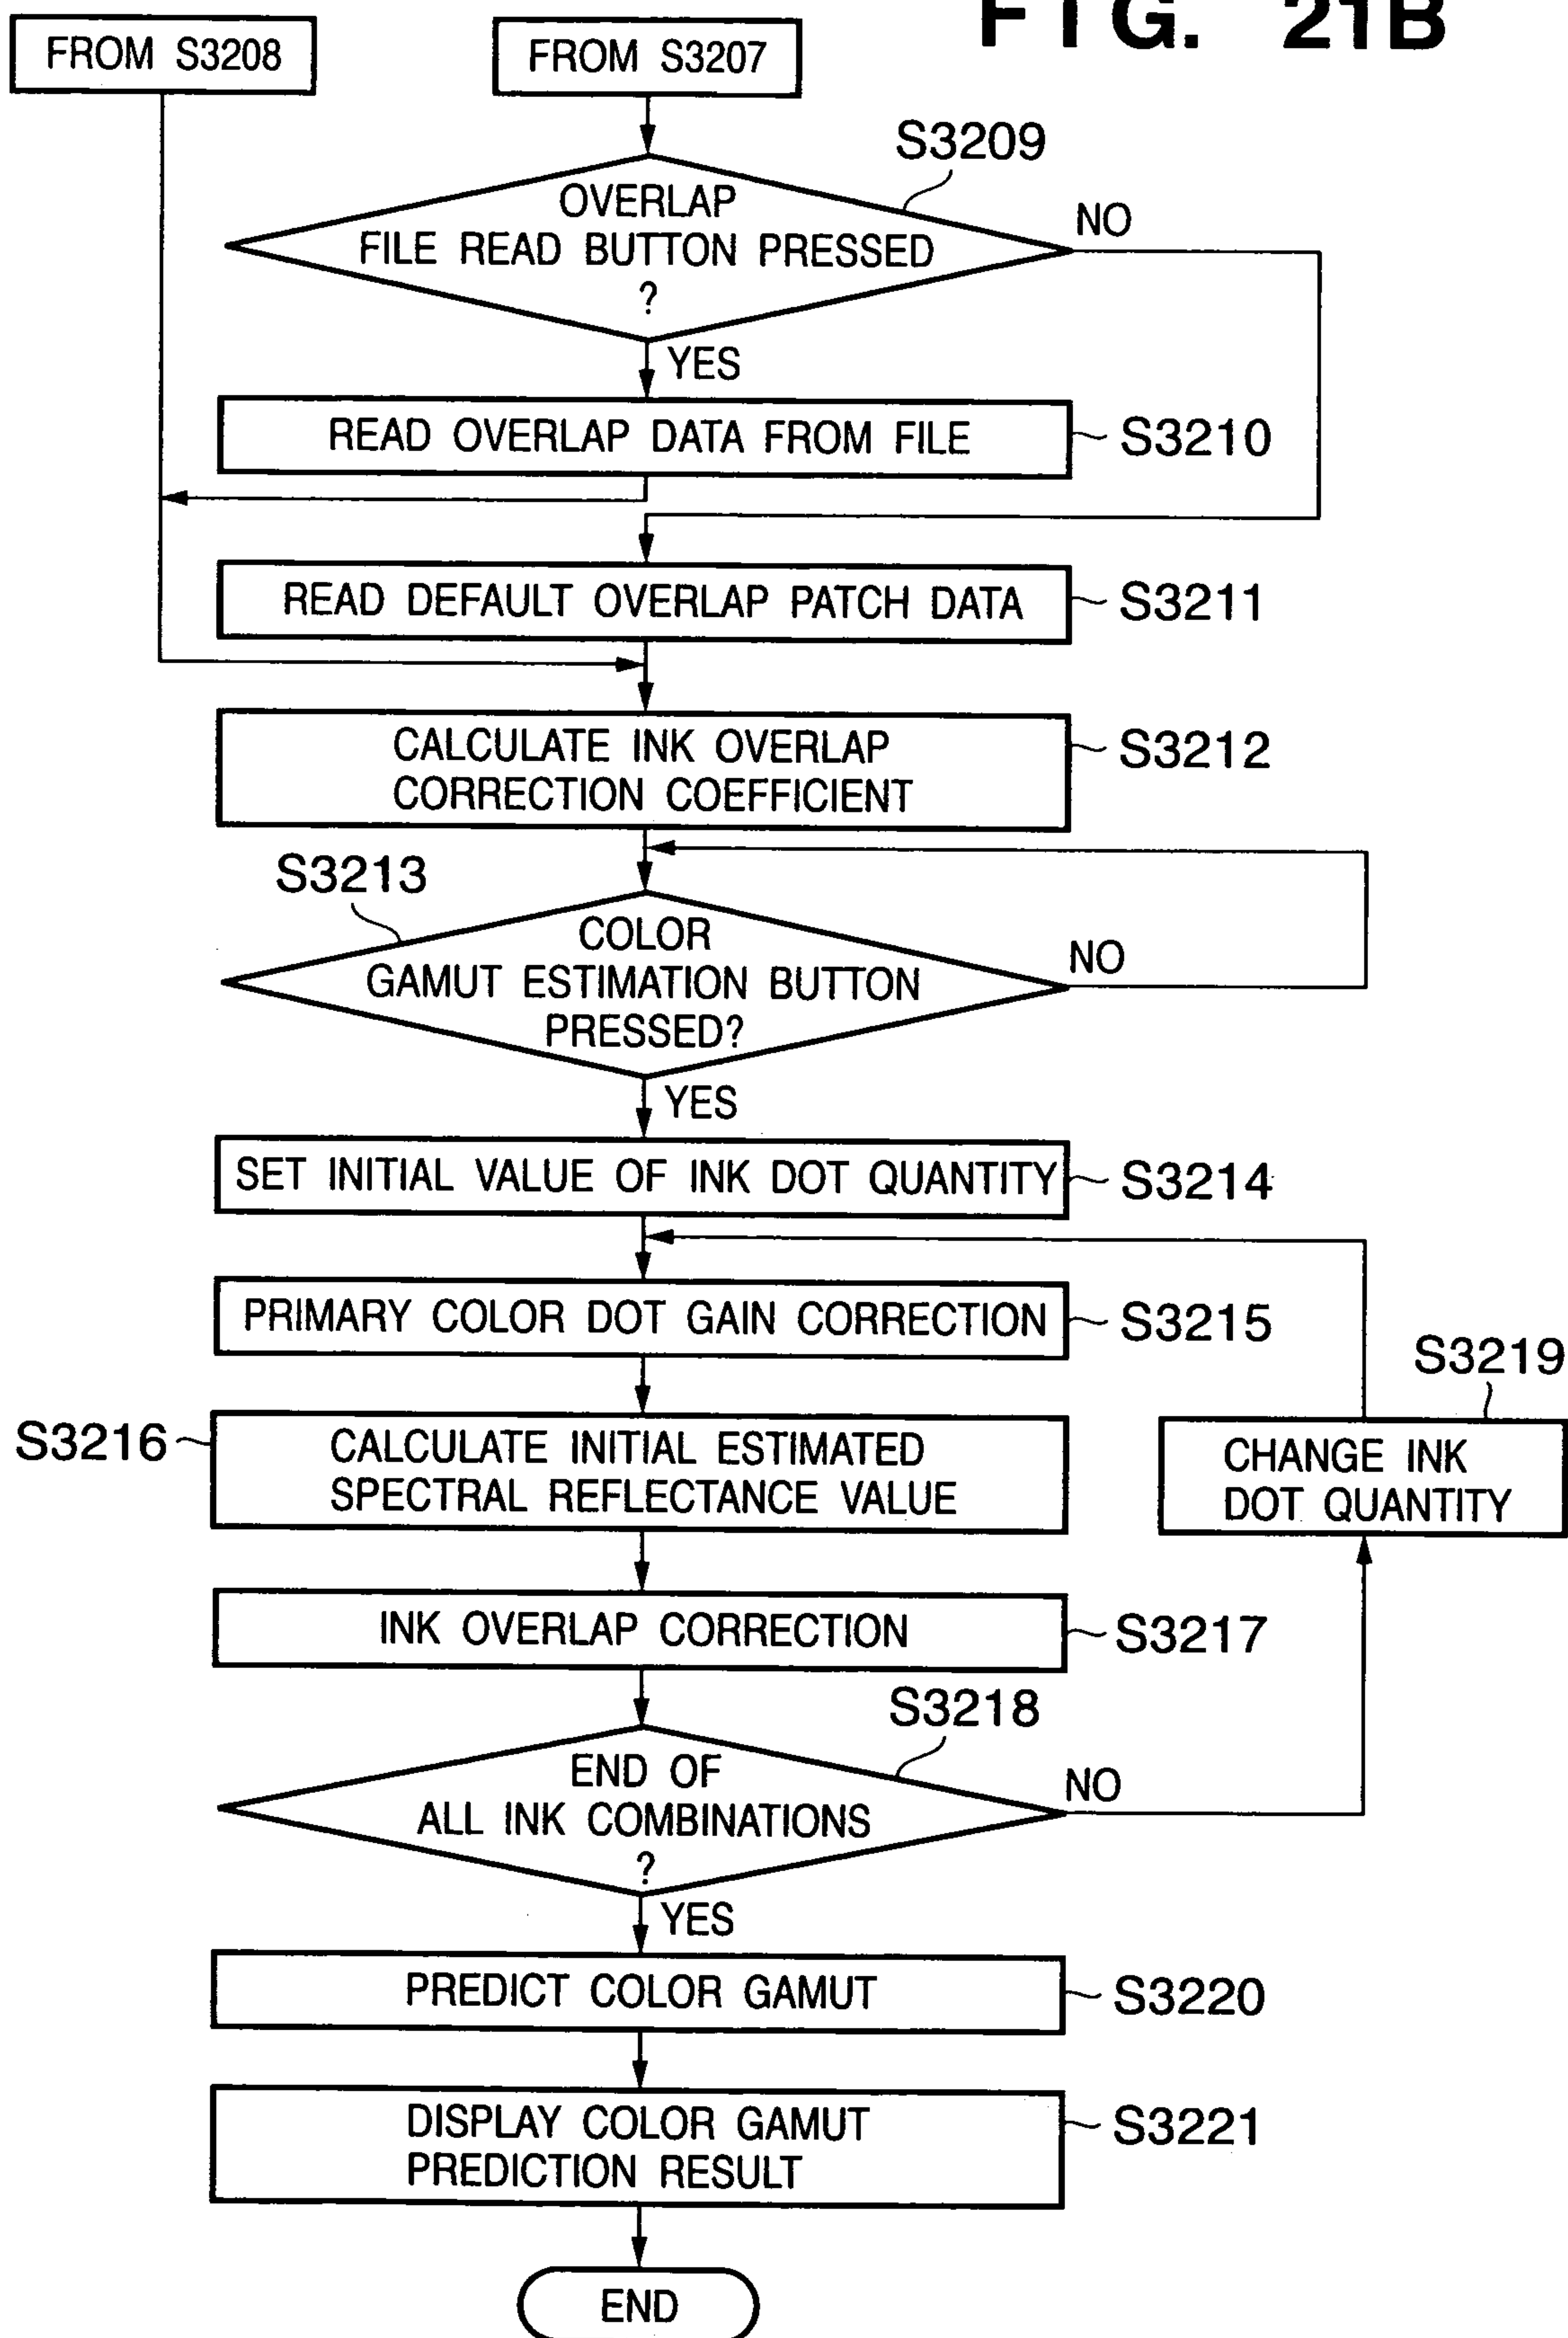 FIG. 21B
FROM S3208
FROM S3207
S3209
OVERLAP
FILE READ BUTTON PRESSED
?
NO
YES
READ OVERLAP DATA FROM FILE
S3210
READ DEFAULT OVERLAP PATCH DATA
S3211
CALCULATE INK OVERLAP
CORRECTION COEFFICIENT
S3212
S3213
COLOR
GAMUT ESTIMATION BUTTON
PRESSED?
NO
YES
SET INITIAL VALUE OF INK DOT QUANTITY
S3214
PRIMARY COLOR DOT GAIN CORRECTION
S3215
S3219
S3216
CALCULATE INITIAL ESTIMATED
SPECTRAL REFLECTANCE VALUE
CHANGE INK
DOT QUANTITY
INK OVERLAP CORRECTION
S3217
S3218
END OF
ALL INK COMBINATIONS
?
NO
YES
PREDICT COLOR GAMUT
S3220
DISPLAY COLOR GAMUT
PREDICTION RESULT
S3221
END